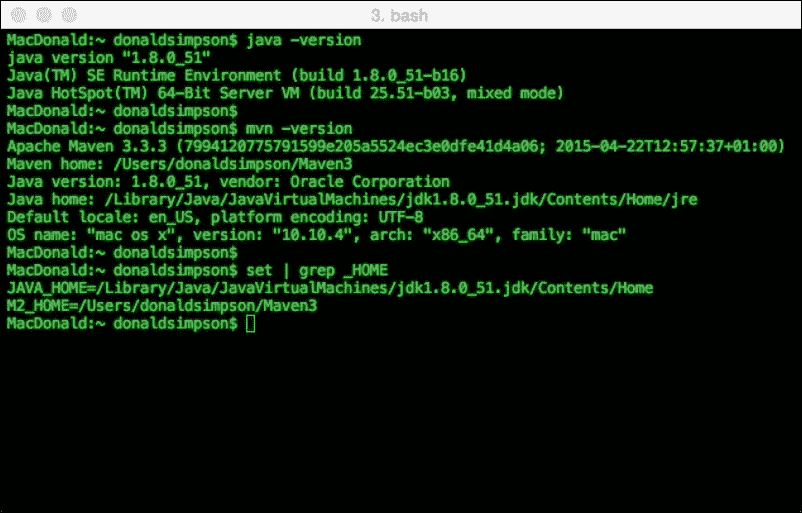 3. bash
MacDonald:~ donaldsimpson$ java -version
java version "1.8.0_51"
Java(TM) SE Runtime Environment (build 1.8.0_51-b16)
Java HotSpot(TM) 64-Bit Server VM (build 25.51-b03, mixed mode)
MacDonald:~ donaldsimpson$
MacDonald:~ donaldsimpson$ mvn -version
Apache Maven 3.3.3 (7994120775791599e205a5524ec3e0dfe41d4a06; 2015-04-22T12:57:37+01:00)
Maven home: /Users/donaldsimpson/Maven3
Java version: 1.8.0_51, vendor: Oracle Corporation
Java home: /Library/Java/JavaVirtualMachines/jdk1.8.0_51.jdk/Contents/Home/jre
Default locale: en_US, platform encoding: UTF-8
OS name: "mac os x", version: "10.10.4", arch: "x86_64", family: "mac"
MacDonald:~ donaldsimpson$
MacDonald:~ donaldsimpson$ set | grep _HOME
JAVA_HOME=/Library/Java/JavaVirtualMachines/jdk1.8.0_51.jdk/Contents/Home
M2_HOME=/Users/donaldsimpson/Maven3
MacDonald:~ donaldsimpson$